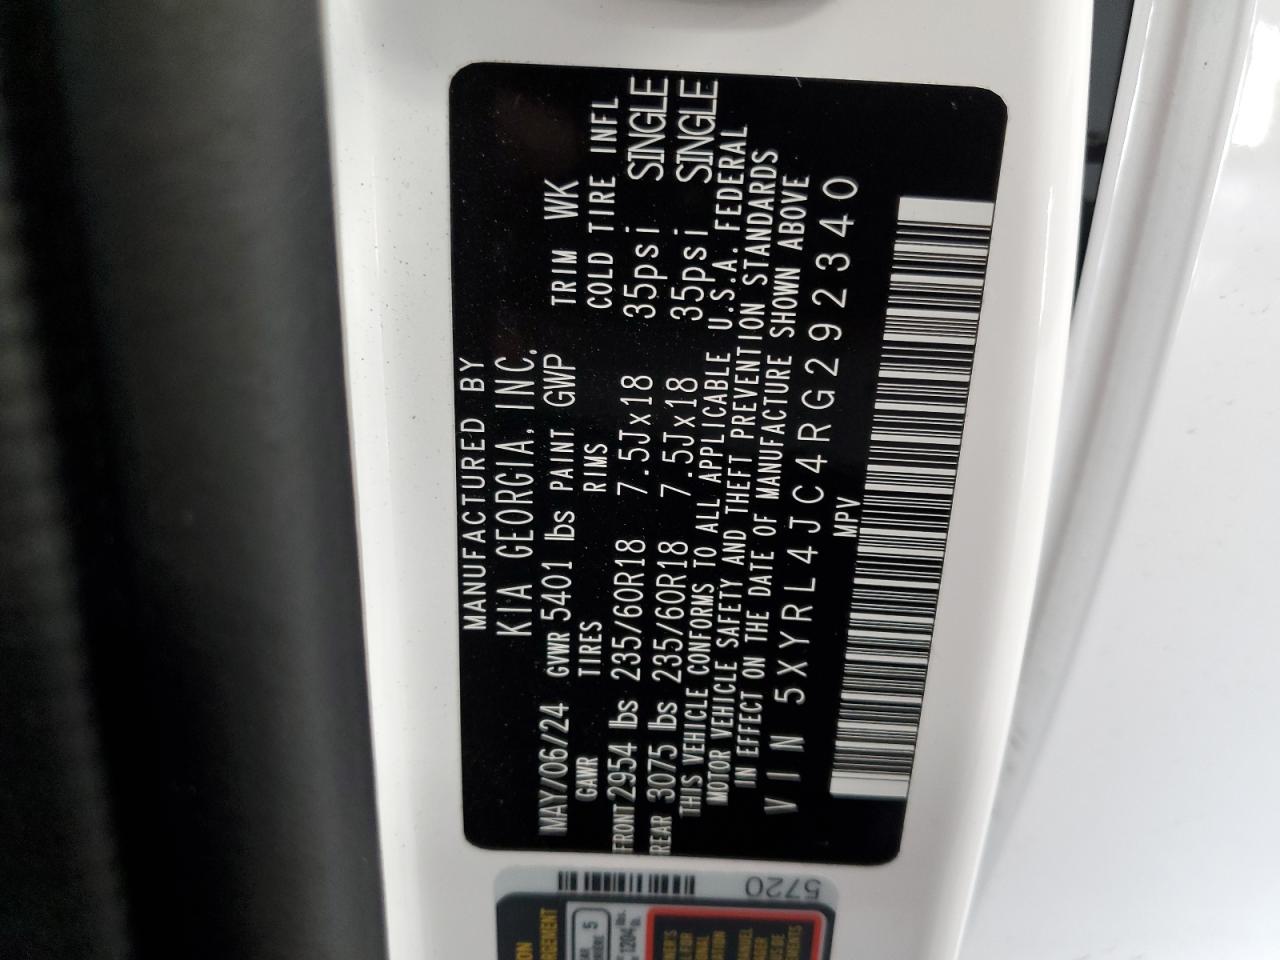 MANUFACTURED BY
KIA GEORGIA, INC.
MAY/06/24 GVWR 5401 lbs PAINT GWP TRIM WK
GAWR TIRES RIMS COLD TIRE INFL
FRONT 2954 lbs 235/60R18 7.5Jx18 35psi SINGLE
REAR 3075 lbs 235/60R18 7.5Jx18 35psi SINGLE
THIS VEHICLE CONFORMS TO ALL APPLICABLE U.S.A. FEDERAL
MOTOR VEHICLE SAFETY AND THEFT PREVENTION STANDARDS
IN EFFECT ON THE DATE OF MANUFACTURE SHOWN ABOVE
VIN 5XYRL4JC4RG292340
MPV
5720
5